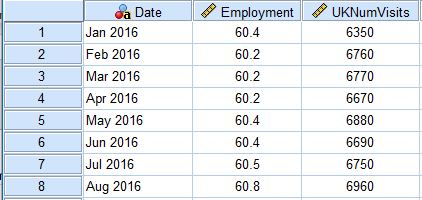 Date Employment UKNumVisits
1 Jan 2016 60.4 6350
2 Feb 2016 60.2 6760
3 Mar 2016 60.2 6770
4 Apr 2016 60.2 6670
5 May 2016 60.4 6880
6 Jun 2016 60.4 6690
7 Jul 2016 60.5 6750
8 Aug 2016 60.8 6960